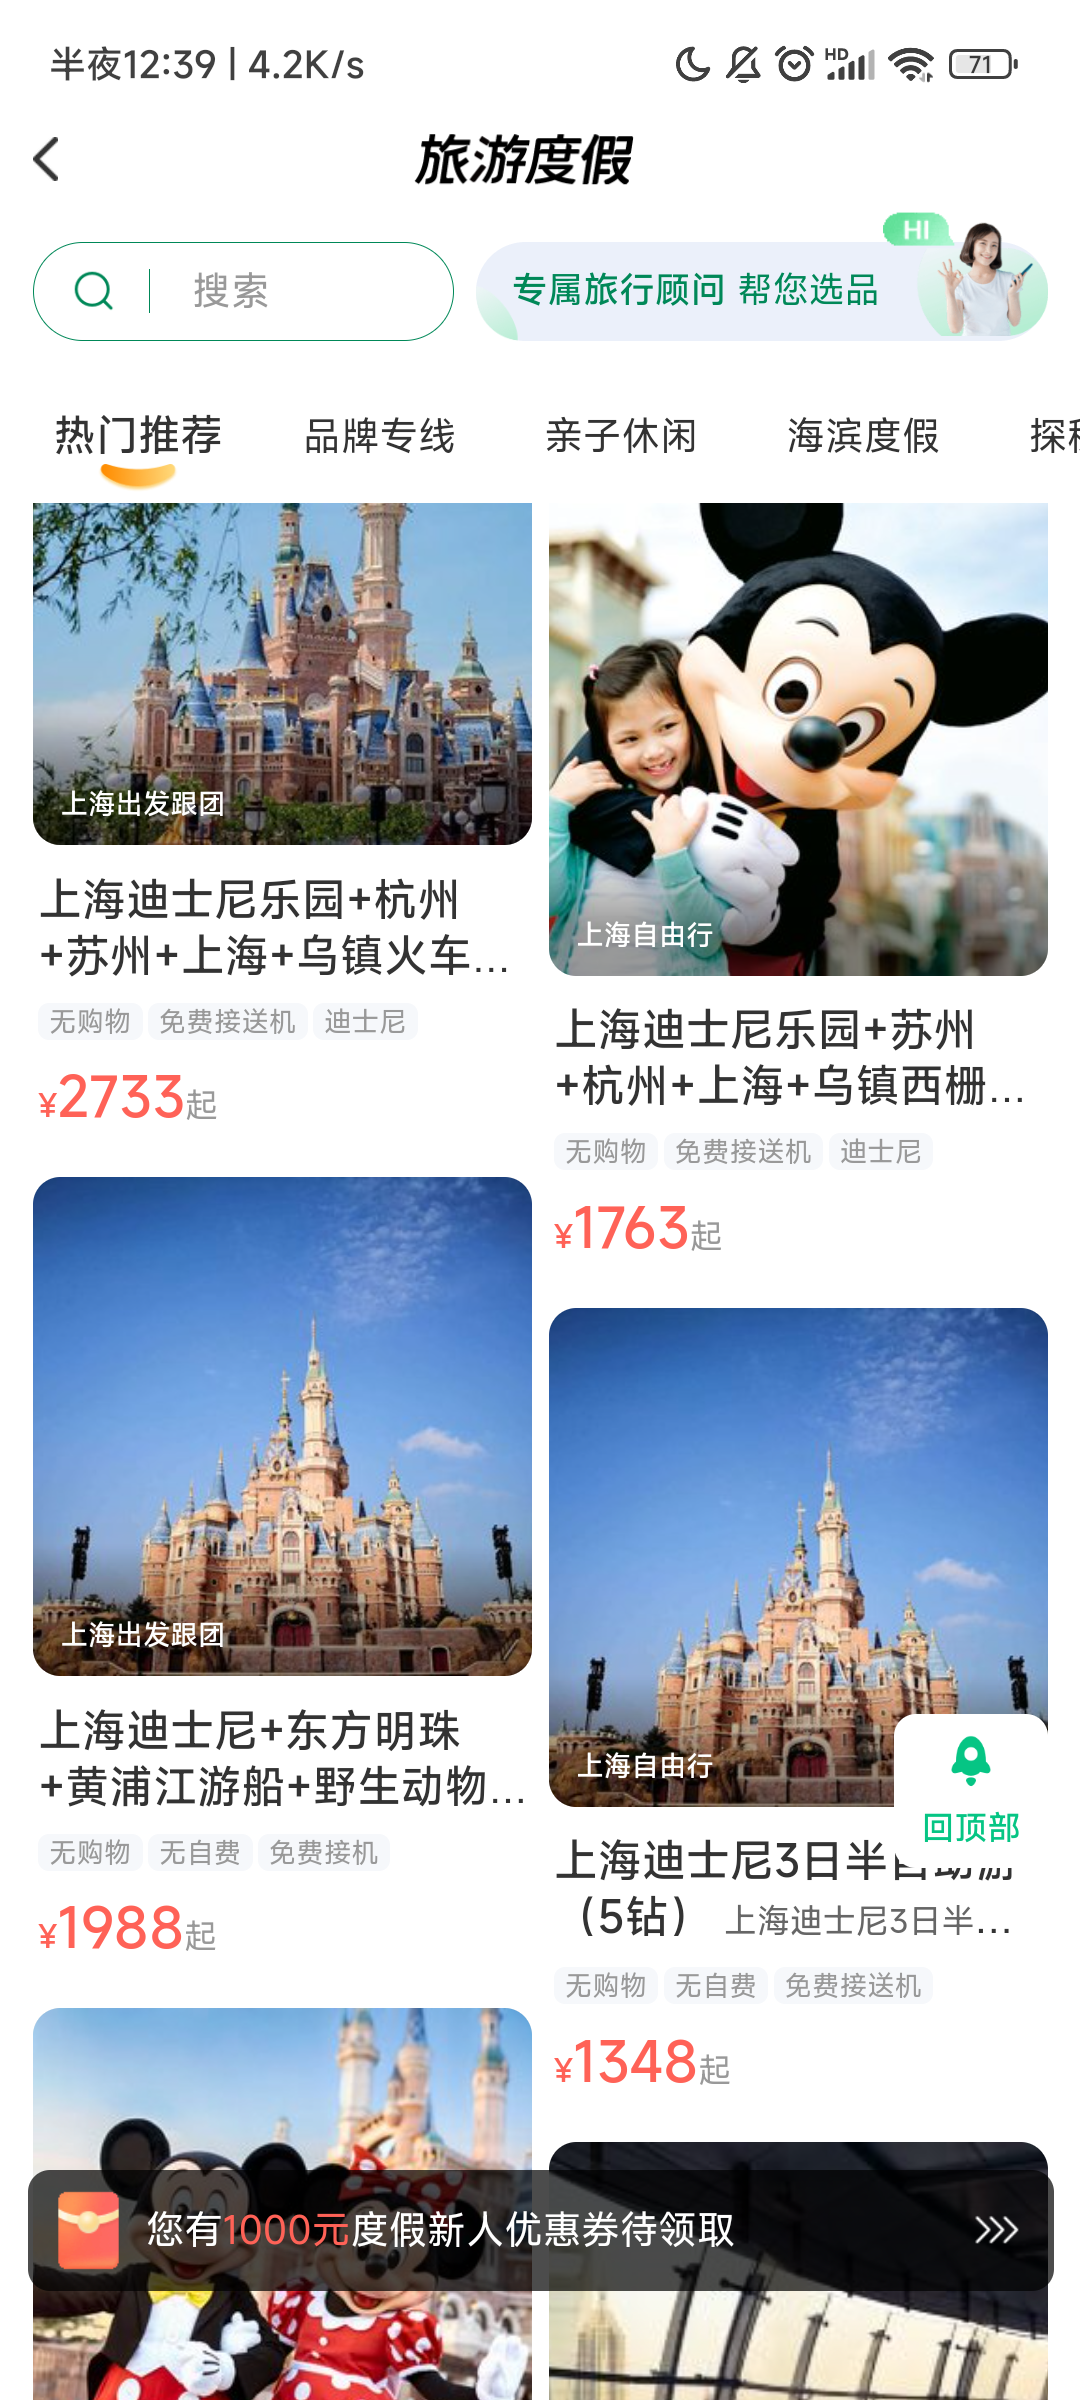 半夜12:39 | 4.2K/s
HD
71
旅游度假
HI
搜索
专属旅行顾问 帮您选品
热门推荐
品牌专线
亲子休闲
海滨度假
上海出发跟团
上海迪士尼乐园+杭州
+苏州+上海+乌镇火车...
无购物 免费接送机 迪士尼
¥2733起
上海自由行
上海迪士尼乐园+苏州
+杭州+上海+乌镇西栅...
无购物 免费接送机 迪士尼
¥1763起
上海出发跟团
上海迪士尼+东方明珠
+黄浦江游船+野生动物...
无购物 无自费 免费接机
¥1988起
上海自由行
回顶部
上海迪士尼3日半自助游
（5钻） 上海迪士尼3日半...
无购物 无自费 免费接送机
¥1348起
您有1000元度假新人优惠券待领取